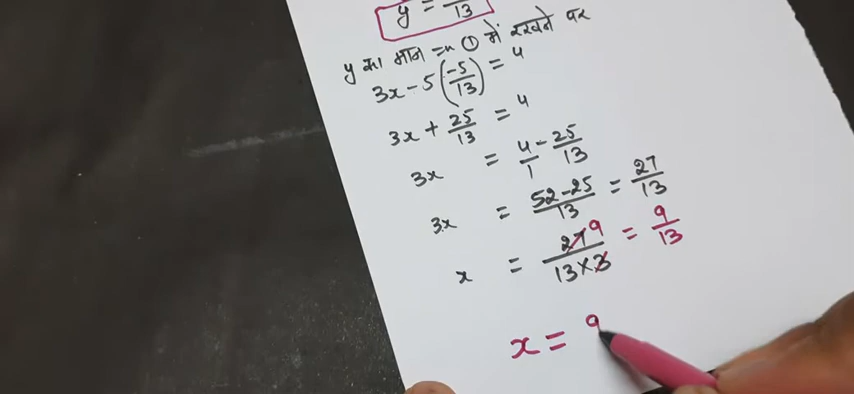 y = /13
y का मान समी ① में रखने पर
3x - 5(-5/13) = 4
3x + 25/13 = 4
3x = 4/1 - 25/13
3x = 52-25/13 = 27/13
x = 27 9/13×3 = 9/13
x = 9